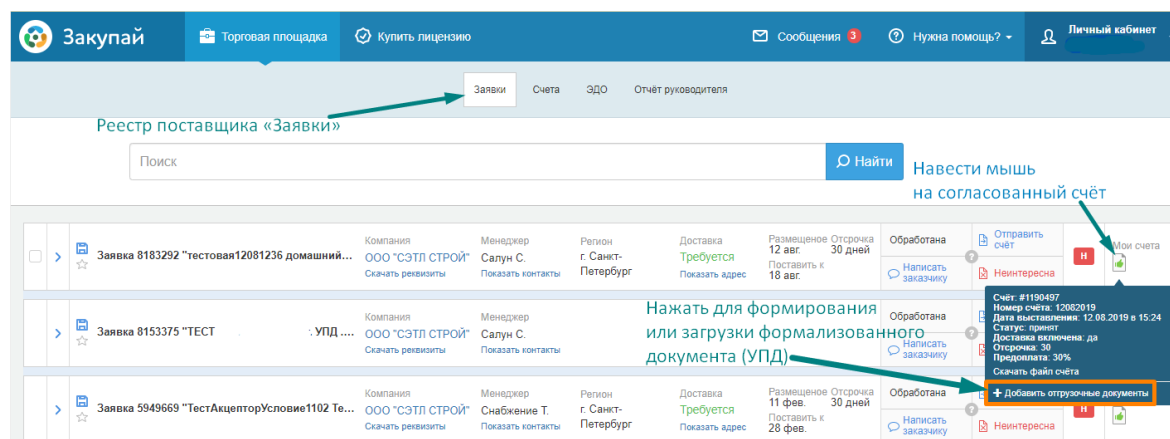 Закупай
Торговая площадка
Купить лицензию
Сообщения 3
Нужна помощь?
Личный кабинет
Заявки Счета ЭДО Отчёт руководителя
Реестр поставщика «Заявки»
Поиск
Найти
Навести мышь
на согласованный счёт
Заявка 8183292 "тестовая12081236 домашний...
Компания
ООО "СЭТЛ СТРОЙ"
Скачать реквизиты
Менеджер
Салун С.
Показать контакты
Регион
г. Санкт-
Петербург
Доставка
Требуется
Показать адрес
Размещеное Отсрочка
12 авг. 30 дней
Поставить к
18 авг.
Обработана
Написать
заказчику
?
Отправить
счёт
Неинтересна
Н
Мои счета
Счёт: #1190497
Номер счёта: 12082019
Дата выставления: 12.08.2019 в 15:24
Статус: принят
Доставка включена: да
Отсрочка: 30
Предоплата: 30%
Скачать файл счёта
+ Добавить отгрузочные документы
Нажать для формирования
или загрузки формализованного
документа (УПД)
Заявка 8153375 "ТЕСТ . УПД ....
Компания
ООО "СЭТЛ СТРОЙ"
Скачать реквизиты
Менеджер
Салун С.
Показать контакты
Обработана
Написать
заказчику
?
Заявка 5949669 "ТестАкцепторУсловие1102 Те...
Компания
ООО "СЭТЛ СТРОЙ"
Скачать реквизиты
Менеджер
Снабжение Т.
Показать контакты
Регион
г. Санкт-
Петербург
Доставка
Требуется
Показать адрес
Размещеное Отсрочка
11 фев. 30 дней
Поставить к
28 фев.
Обработана
Написать
заказчику
?
Неинтересна
Н